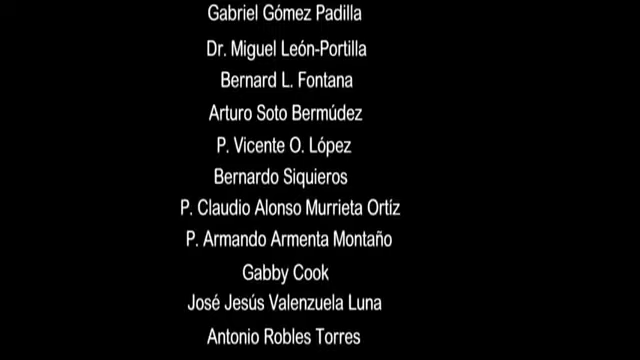 Gabriel Gómez Padilla
Dr. Miguel León-Portilla
Bernard L. Fontana
Arturo Soto Bermúdez
P. Vicente O. López
Bernardo Siquieros
P. Claudio Alonso Murrieta Ortíz
P. Armando Armenta Montaño
Gabby Cook
José Jesús Valenzuela Luna
Antonio Robles Torres